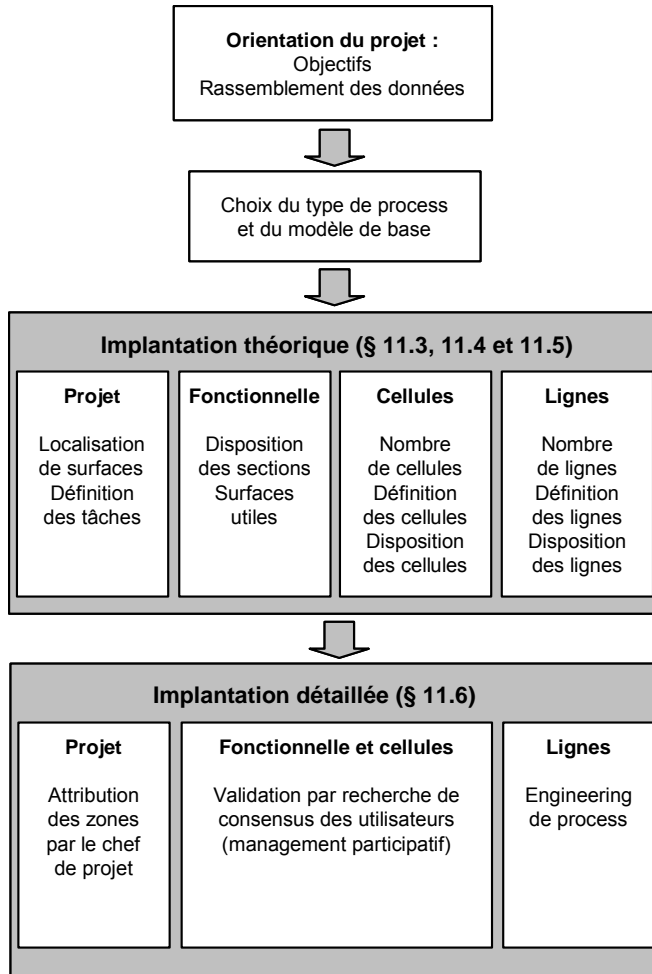 Orientation du projet :
Objectifs
Rassemblement des données
Choix du type de process
et du modèle de base
Implantation théorique (§ 11.3, 11.4 et 11.5)
Projet
Localisation
de surfaces
Définition
des tâches
Fonctionnelle
Disposition
des sections
Surfaces
utiles
Cellules
Nombre
de cellules
Définition
des cellules
Disposition
des cellules
Lignes
Nombre
de lignes
Définition
des lignes
Disposition
des lignes
Implantation détaillée (§ 11.6)
Projet
Attribution
des zones
par le chef
de projet
Fonctionnelle et cellules
Validation par recherche de
consensus des utilisateurs
(management participatif)
Lignes
Engineering
de process